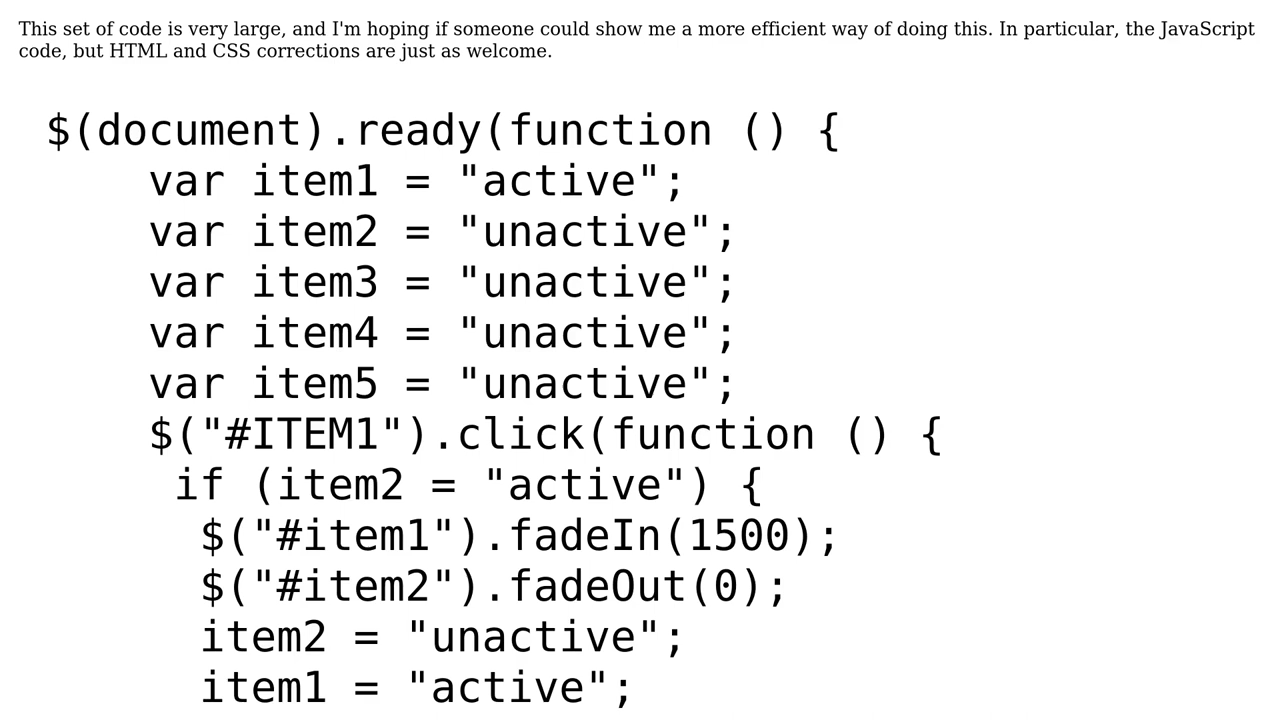 This set of code is very large, and I'm hoping if someone could show me a more efficient way of doing this. In particular, the JavaScript
code, but HTML and CSS corrections are just as welcome.
$(document).ready(function () {
    var item1 = "active";
    var item2 = "unactive";
    var item3 = "unactive";
    var item4 = "unactive";
    var item5 = "unactive";
    $("#ITEM1").click(function () {
     if (item2 = "active") {
      $("#item1").fadeIn(1500);
      $("#item2").fadeOut(0);
      item2 = "unactive";
      item1 = "active";